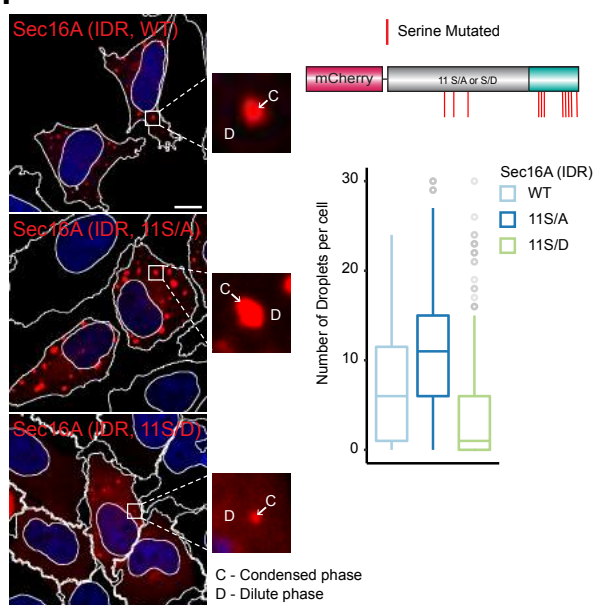 Sec16A (IDR, WT)
C
D
Sec16A (IDR, 11S/A)
C
D
Sec16A (IDR, 11S/D)
C
D
C - Condensed phase
D - Dilute phase
Serine Mutated
mCherry
11 S/A or S/D
Sec16A (IDR)
WT
11S/A
11S/D
Number of Droplets per cell
30
20
10
0